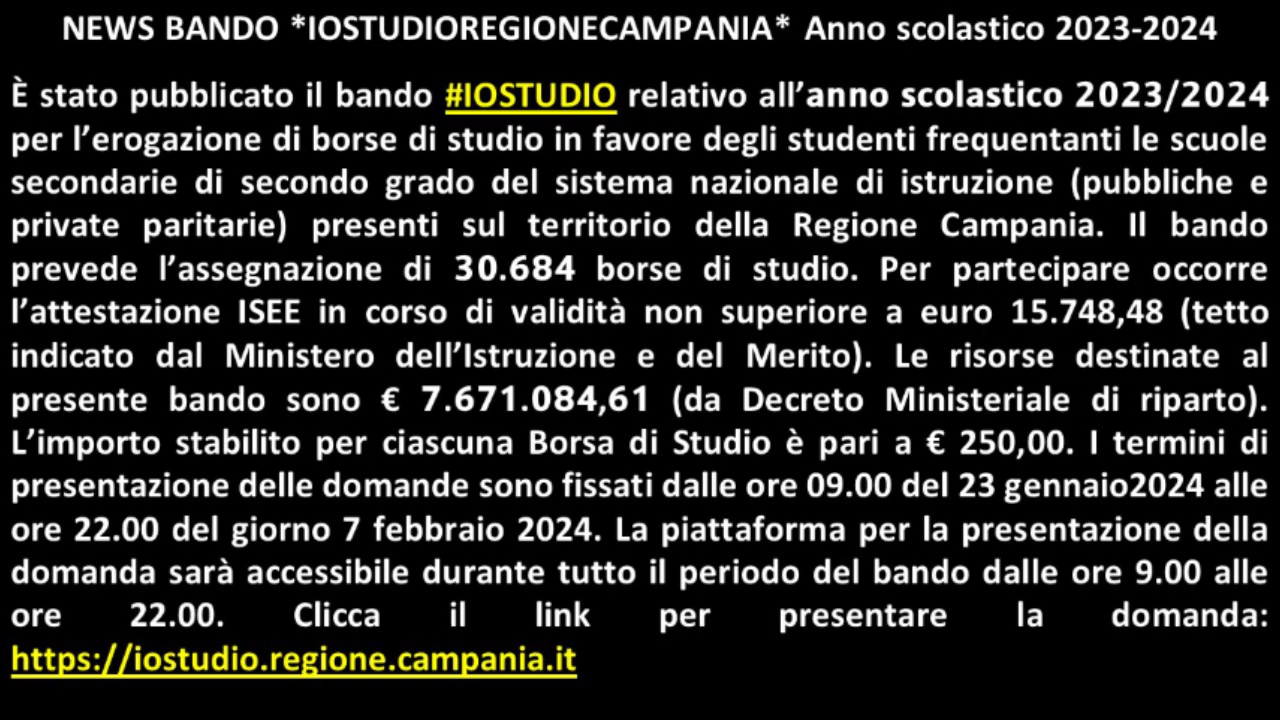 NEWS BANDO *IOSTUDIOREGIONECAMPANIA* Anno scolastico 2023-2024
È stato pubblicato il bando #IOSTUDIO relativo all’anno scolastico 2023/2024
per l’erogazione di borse di studio in favore degli studenti frequentanti le scuole
secondarie di secondo grado del sistema nazionale di istruzione (pubbliche e
private paritarie) presenti sul territorio della Regione Campania. Il bando
prevede l’assegnazione di 30.684 borse di studio. Per partecipare occorre
l’attestazione ISEE in corso di validità non superiore a euro 15.748,48 (tetto
indicato dal Ministero dell’Istruzione e del Merito). Le risorse destinate al
presente bando sono € 7.671.084,61 (da Decreto Ministeriale di riparto).
L’importo stabilito per ciascuna Borsa di Studio è pari a € 250,00. I termini di
presentazione delle domande sono fissati dalle ore 09.00 del 23 gennaio2024 alle
ore 22.00 del giorno 7 febbraio 2024. La piattaforma per la presentazione della
domanda sarà accessibile durante tutto il periodo del bando dalle ore 9.00 alle
ore 22.00. Clicca il link per presentare la domanda:
https://iostudio.regione.campania.it